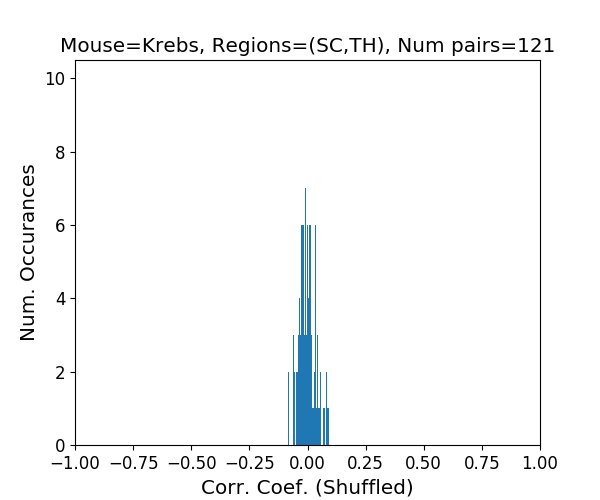 Mouse=Krebs, Regions=(SC,TH), Num pairs=121
10
8
6
4
2
0
Num. Occurances
−1.00 −0.75 −0.50 −0.25 0.00 0.25 0.50 0.75 1.00
Corr. Coef. (Shuffled)